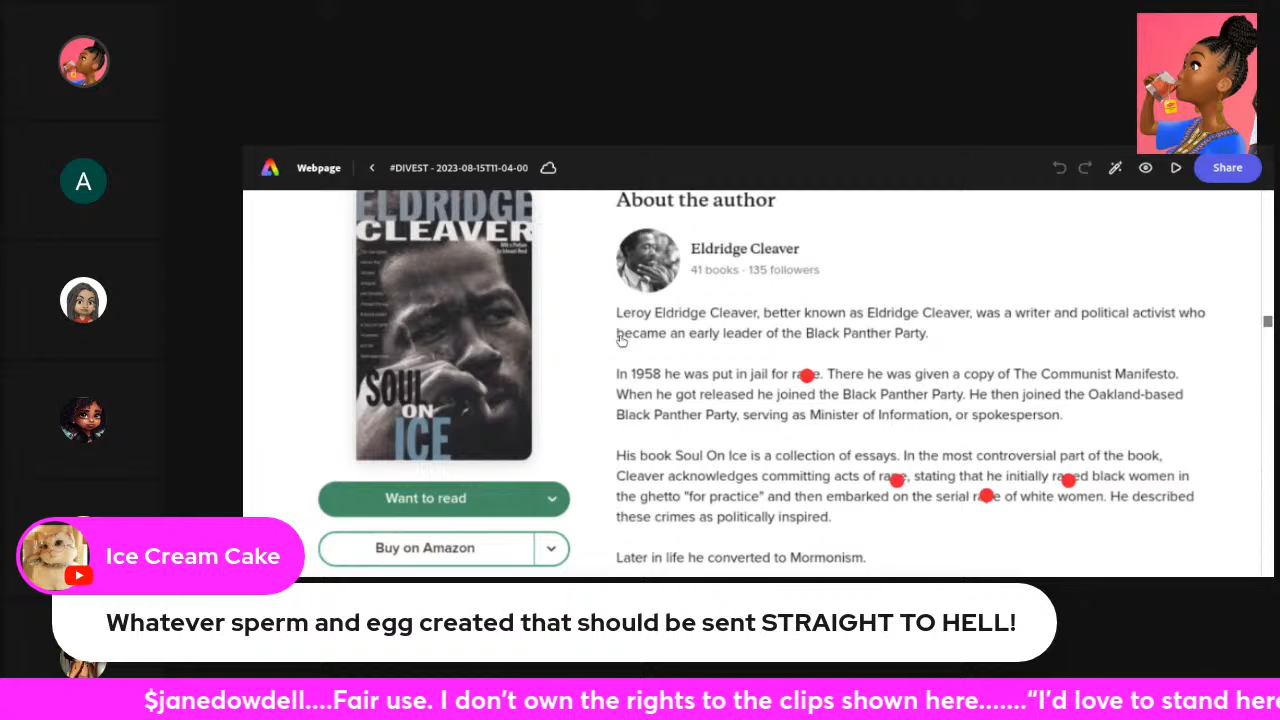 Webpage
#DIVEST - 2023-08-15T11-04-00
Share
ELDRIDGE
CLEAVER
SOUL
ON
ICE
Want to read
Buy on Amazon
About the author
Eldridge Cleaver
41 books · 135 followers
Leroy Eldridge Cleaver, better known as Eldridge Cleaver, was a writer and political activist who
became an early leader of the Black Panther Party.
In 1958 he was put in jail for ra e. There he was given a copy of The Communist Manifesto.
When he got released he joined the Black Panther Party. He then joined the Oakland-based
Black Panther Party, serving as Minister of Information, or spokesperson.
His book Soul On Ice is a collection of essays. In the most controversial part of the book,
Cleaver acknowledges committing acts of ra e, stating that he initially ra ed black women in
the ghetto "for practice" and then embarked on the serial r e of white women. He described
these crimes as politically inspired.
Later in life he converted to Mormonism.
A
Ice Cream Cake
Whatever sperm and egg created that should be sent STRAIGHT TO HELL!
$janedowdell....Fair use. I don't own the rights to the clips shown here.......“I'd love to stand here